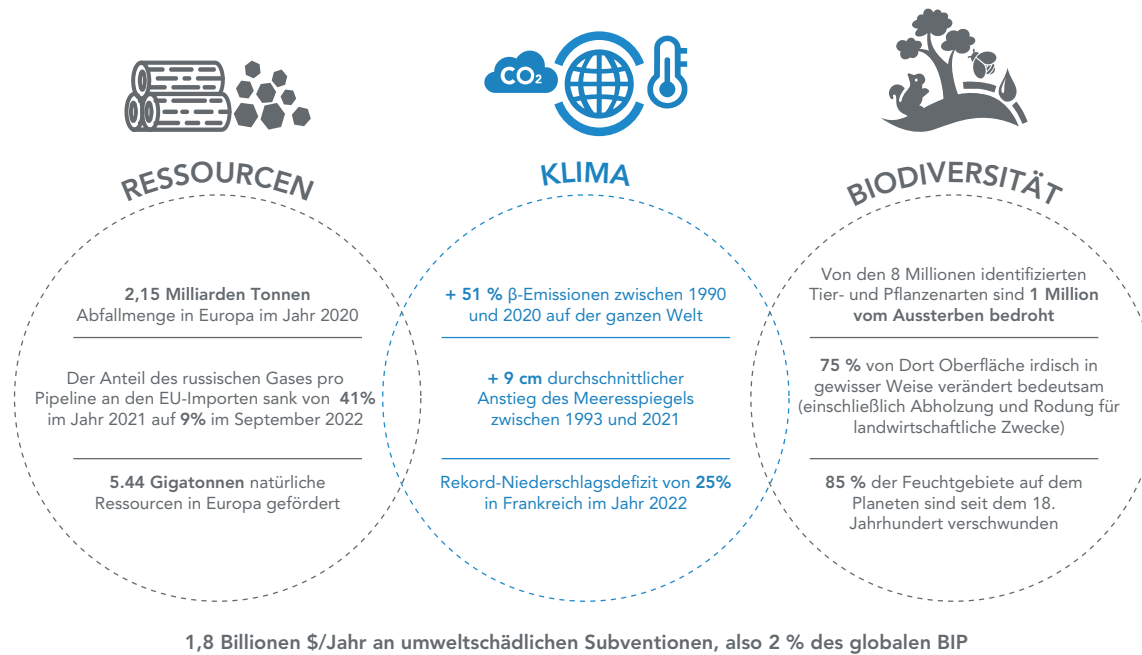 CO₂
RESSOURCEN
2,15 Milliarden Tonnen
Abfallmenge in Europa im Jahr 2020
Der Anteil des russischen Gases pro
Pipeline an den EU-Importen sank von 41%
im Jahr 2021 auf 9% im September 2022
5.44 Gigatonnen natürliche
Ressourcen in Europa gefördert
KLIMA
+ 51 % β-Emissionen zwischen 1990
und 2020 auf der ganzen Welt
+ 9 cm durchschnittlicher
Anstieg des Meeresspiegels
zwischen 1993 und 2021
Rekord-Niederschlagsdefizit von 25%
in Frankreich im Jahr 2022
BIODIVERSITÄT
Von den 8 Millionen identifizierten
Tier- und Pflanzenarten sind 1 Million
vom Aussterben bedroht
75 % von Dort Oberfläche irdisch in
gewisser Weise verändert bedeutsam
(einschließlich Abholzung und Rodung für
landwirtschaftliche Zwecke)
85 % der Feuchtgebiete auf dem
Planeten sind seit dem 18.
Jahrhundert verschwunden
1,8 Billionen $/Jahr an umweltschädlichen Subventionen, also 2 % des globalen BIP